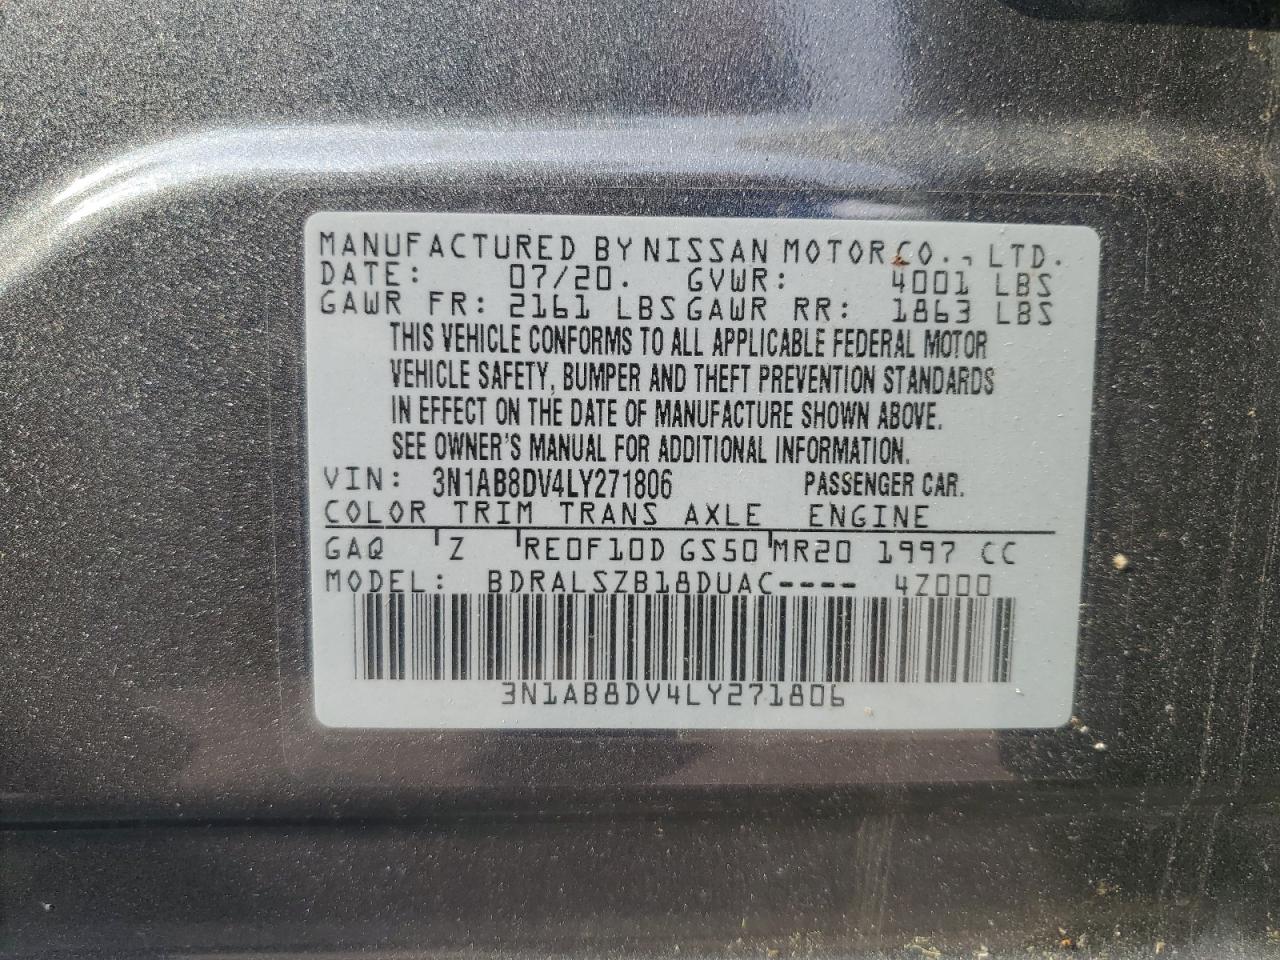 MANUFACTURED BY NISSAN MOTOR CO., LTD.
DATE: 07/20. GVWR: 4001 LBS
GAWR FR: 2161 LBS GAWR RR: 1863 LBS
THIS VEHICLE CONFORMS TO ALL APPLICABLE FEDERAL MOTOR
VEHICLE SAFETY, BUMPER AND THEFT PREVENTION STANDARDS
IN EFFECT ON THE DATE OF MANUFACTURE SHOWN ABOVE.
SEE OWNER'S MANUAL FOR ADDITIONAL INFORMATION.
VIN: 3N1AB8DV4LY271806 PASSENGER CAR.
COLOR TRIM TRANS AXLE ENGINE
GAQ Z RE0F10D GS50 MR20 1997 CC
MODEL: BDRALSZB18DUAC---- 4Z000
3N1AB8DV4LY271806